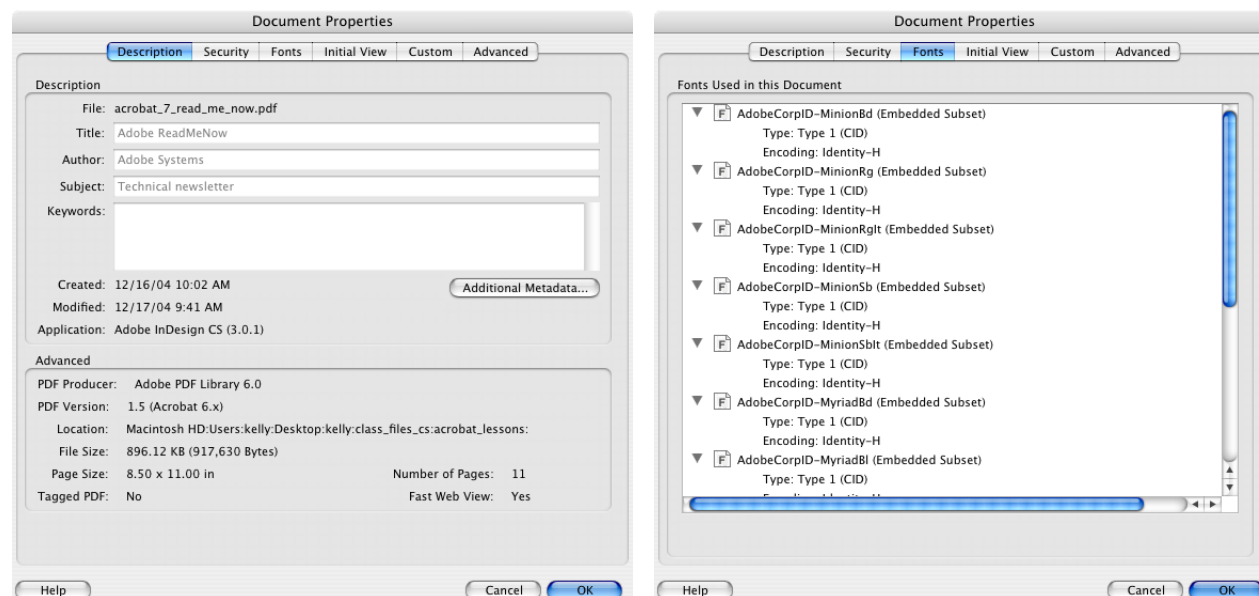 Document Properties
Description Security Fonts Initial View Custom Advanced
Description
File: acrobat_7_read_me_now.pdf
Title: Adobe ReadMeNow
Author: Adobe Systems
Subject: Technical newsletter
Keywords:
Created: 12/16/04 10:02 AM
Additional Metadata...
Modified: 12/17/04 9:41 AM
Application: Adobe InDesign CS (3.0.1)
Advanced
PDF Producer: Adobe PDF Library 6.0
PDF Version: 1.5 (Acrobat 6.x)
Location: Macintosh HD:Users:kelly:Desktop:kelly:class_files_cs:acrobat_lessons:
File Size: 896.12 KB (917,630 Bytes)
Page Size: 8.50 x 11.00 in Number of Pages: 11
Tagged PDF: No Fast Web View: Yes
Help Cancel OK
Document Properties
Description Security Fonts Initial View Custom Advanced
Fonts Used in this Document
F AdobeCorpID-MinionBd (Embedded Subset)
Type: Type 1 (CID)
Encoding: Identity-H
F AdobeCorpID-MinionRg (Embedded Subset)
Type: Type 1 (CID)
Encoding: Identity-H
F AdobeCorpID-MinionRgIt (Embedded Subset)
Type: Type 1 (CID)
Encoding: Identity-H
F AdobeCorpID-MinionSb (Embedded Subset)
Type: Type 1 (CID)
Encoding: Identity-H
F AdobeCorpID-MinionSbIt (Embedded Subset)
Type: Type 1 (CID)
Encoding: Identity-H
F AdobeCorpID-MyriadBd (Embedded Subset)
Type: Type 1 (CID)
Encoding: Identity-H
F AdobeCorpID-MyriadBl (Embedded Subset)
Type: Type 1 (CID)
Help Cancel OK